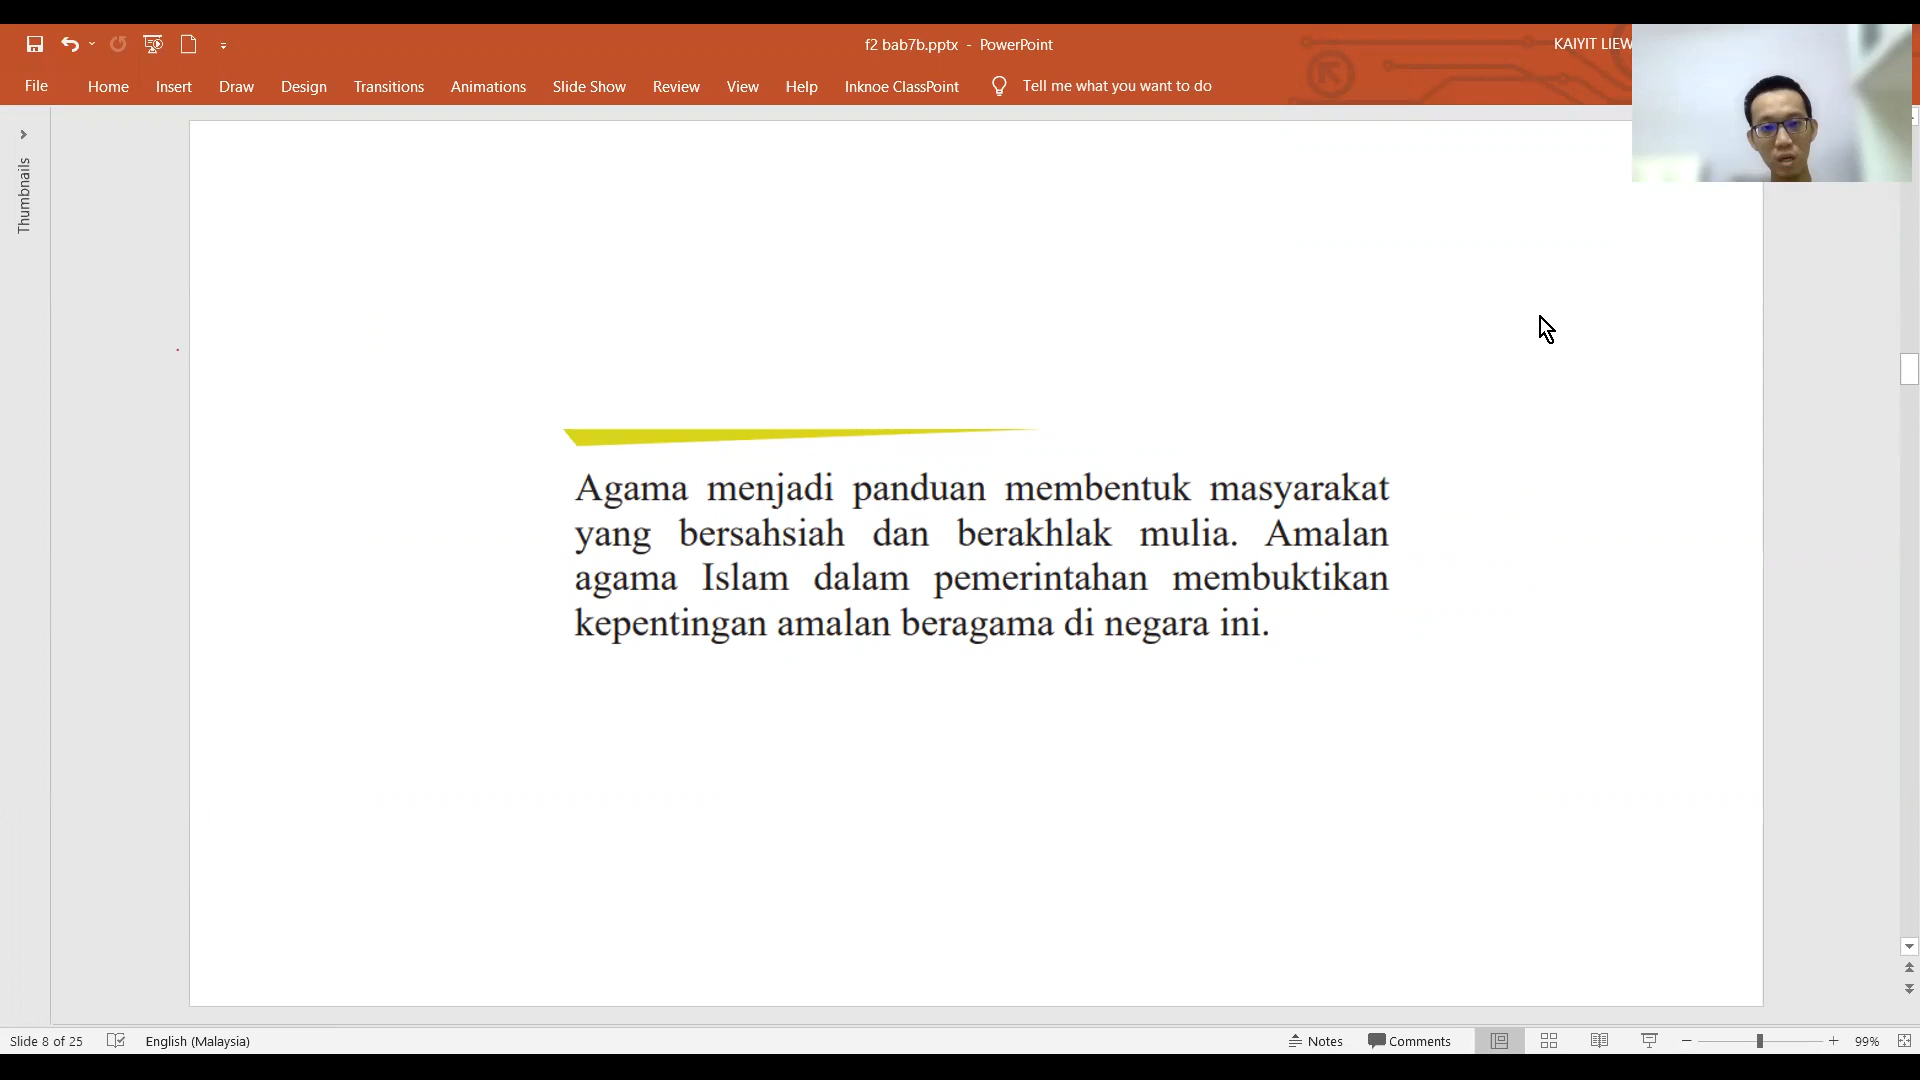 f2 bab7b.pptx - PowerPoint
KAIYIT LIEW
File Home Insert Draw Design Transitions Animations Slide Show Review View Help Inknoe ClassPoint Tell me what you want to do
Thumbnails
Agama menjadi panduan membentuk masyarakat
yang bersahsiah dan berakhlak mulia. Amalan
agama Islam dalam pemerintahan membuktikan
kepentingan amalan beragama di negara ini.
Slide 8 of 25 English (Malaysia) Notes Comments 99%